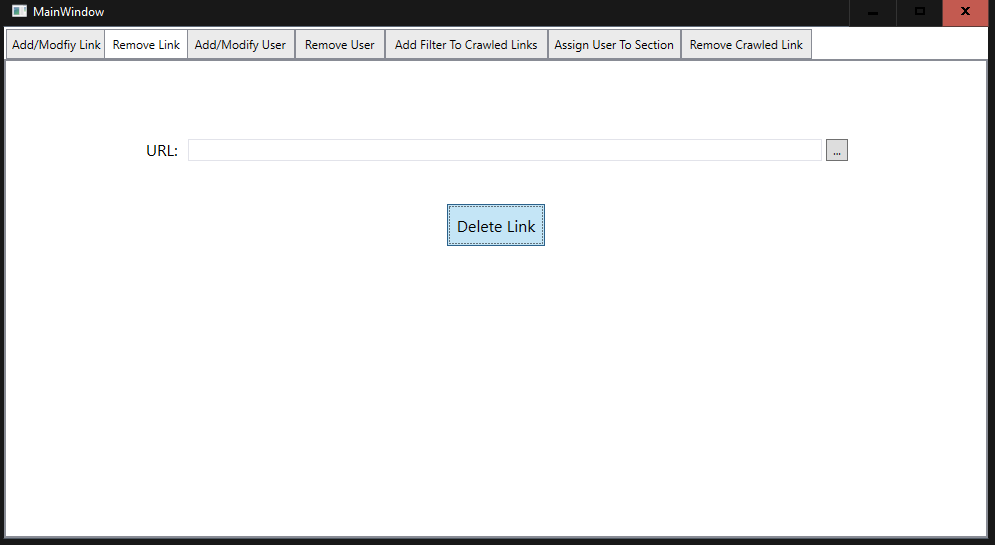 MainWindow
Add/Modfiy Link Remove Link Add/Modify User Remove User Add Filter To Crawled Links Assign User To Section Remove Crawled Link
URL: ...
Delete Link